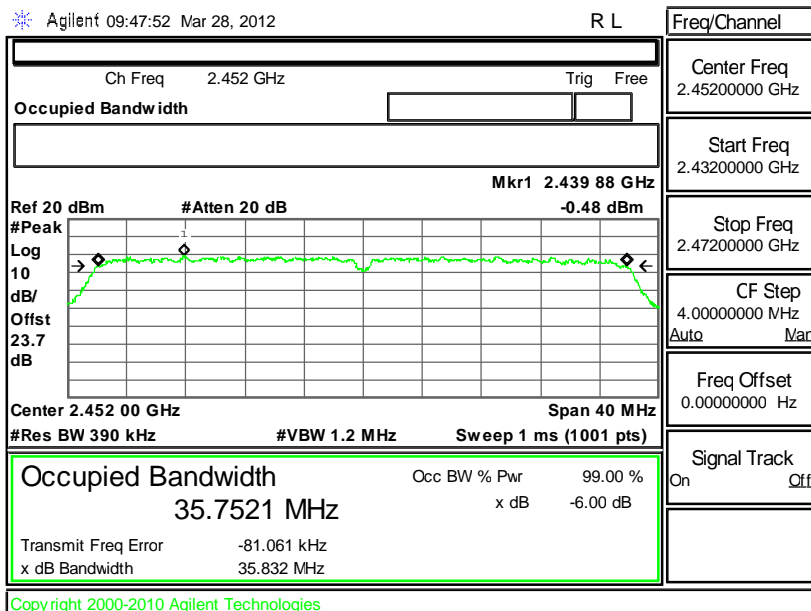 Agilent 09:47:52 Mar 28, 2012 R L
Freq/Channel
Ch Freq 2.452 GHz Trig Free
Occupied Bandwidth
Center Freq
2.45200000 GHz
Start Freq
2.43200000 GHz
Stop Freq
2.47200000 GHz
CF Step
4.00000000 MHz
Auto Man
Freq Offset
0.00000000 Hz
Signal Track
On Off
Mkr1 2.439 88 GHz
Ref 20 dBm #Atten 20 dB -0.48 dBm
#Peak
Log
10
dB/
Offst
23.7
dB
1
Center 2.452 00 GHz Span 40 MHz
#Res BW 390 kHz #VBW 1.2 MHz Sweep 1 ms (1001 pts)
Occupied Bandwidth
35.7521 MHz
Occ BW % Pwr 99.00 %
x dB -6.00 dB
Transmit Freq Error -81.061 kHz
x dB Bandwidth 35.832 MHz
Copyright 2000-2010 Agilent Technologies